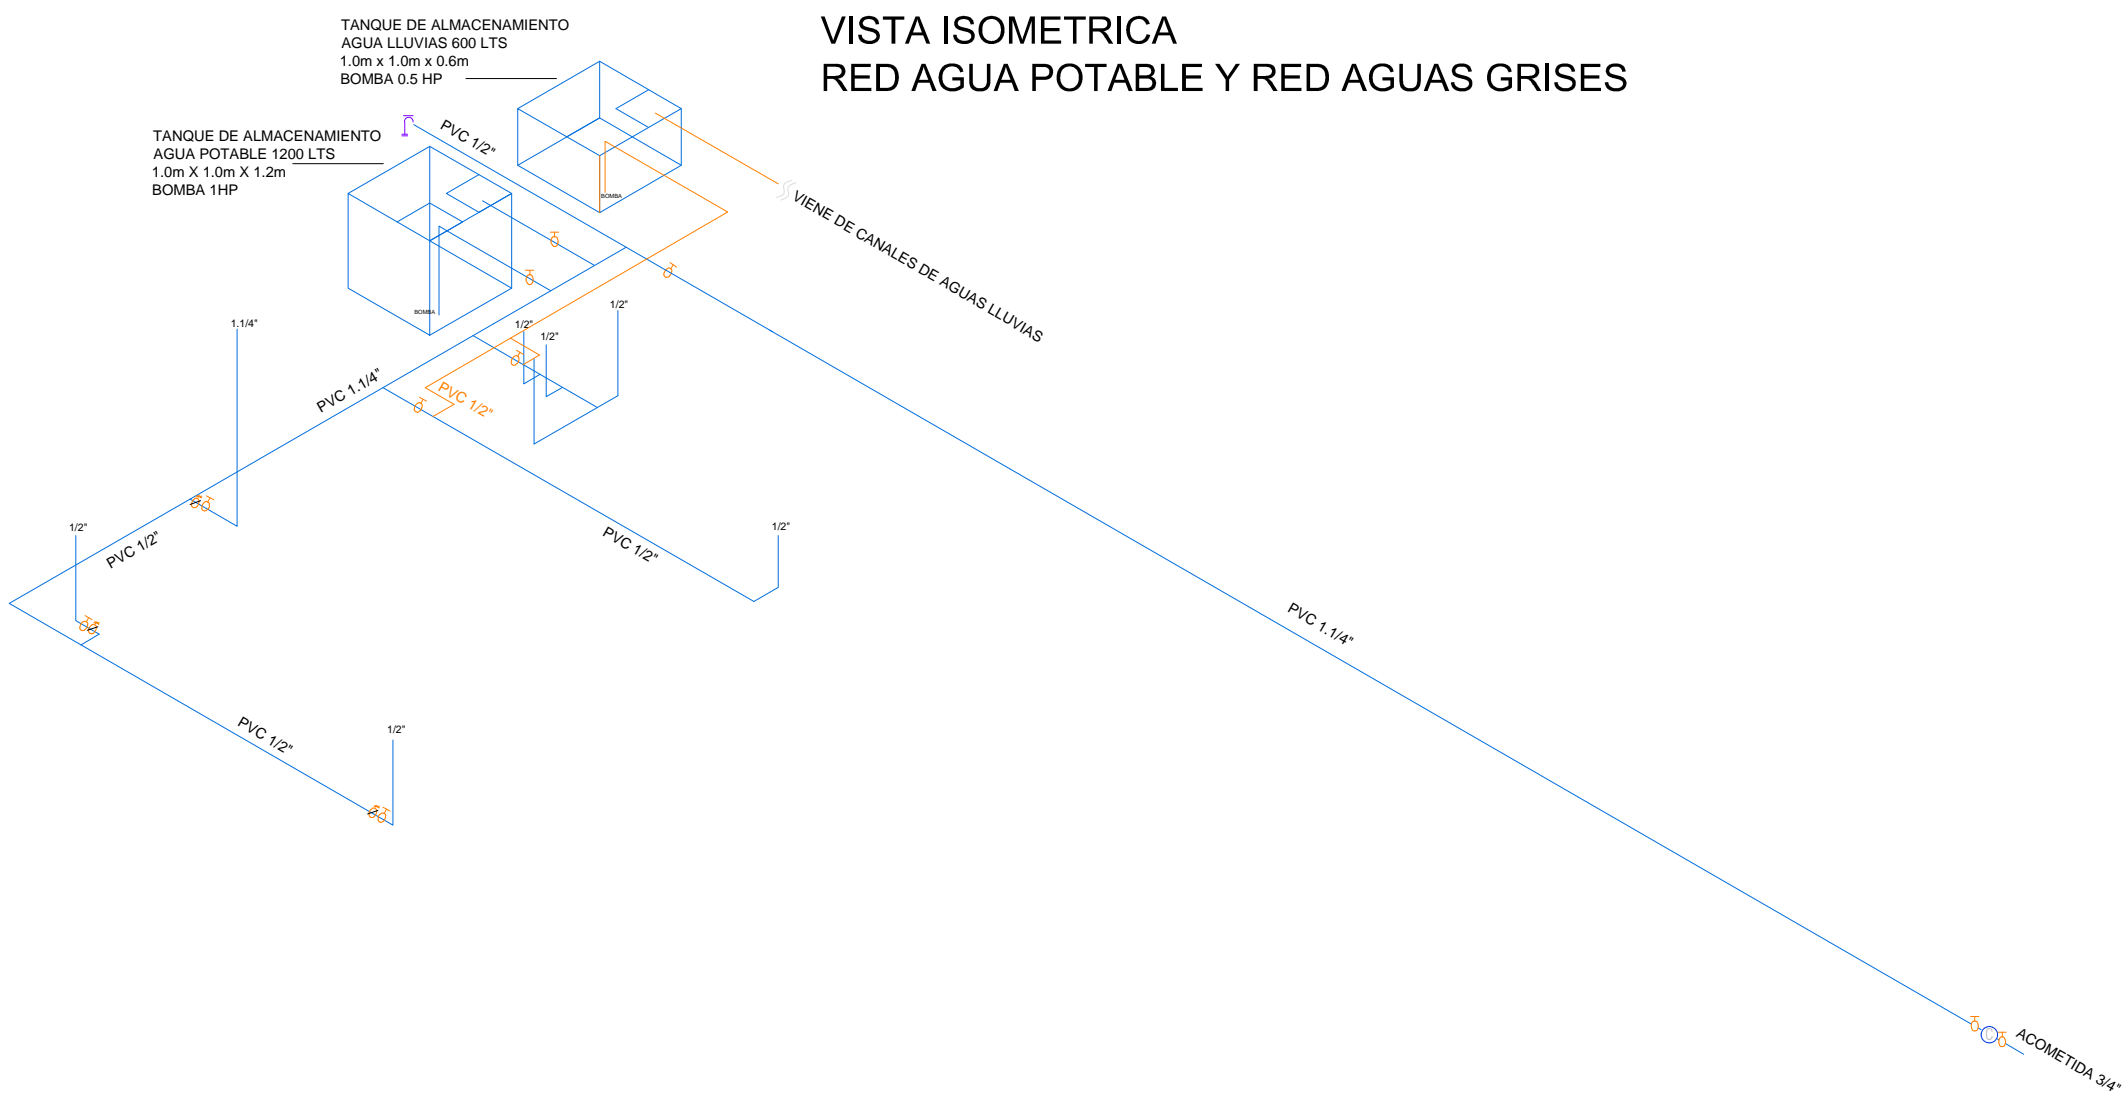 VISTA ISOMETRICA
RED AGUA POTABLE Y RED AGUAS GRISES
TANQUE DE ALMACENAMIENTO
AGUA LLUVIAS 600 LTS
1.0m x 1.0m x 0.6m
BOMBA 0.5 HP
TANQUE DE ALMACENAMIENTO
AGUA POTABLE 1200 LTS
1.0m X 1.0m X 1.2m
BOMBA 1HP
PVC 1/2"
BOMBA
VIENE DE CANALES DE AGUAS LLUVIAS
BOMBA
1.1/4"
1/2"
1/2"
1/2"
PVC 1.1/4"
PVC 1/2"
1/2"
PVC 1/2"
PVC 1/2"
1/2"
PVC 1.1/4"
PVC 1/2"
1/2"
C
ACOMETIDA 3/4"